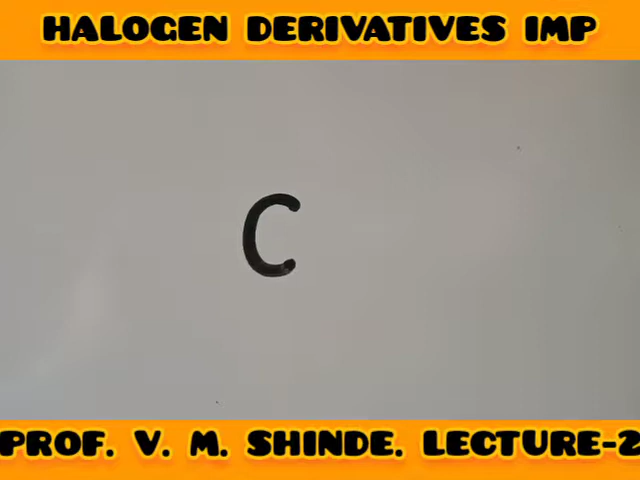 HALOGEN DERIVATIVES IMP
C
PROF. V. M. SHINDE. LECTURE-2